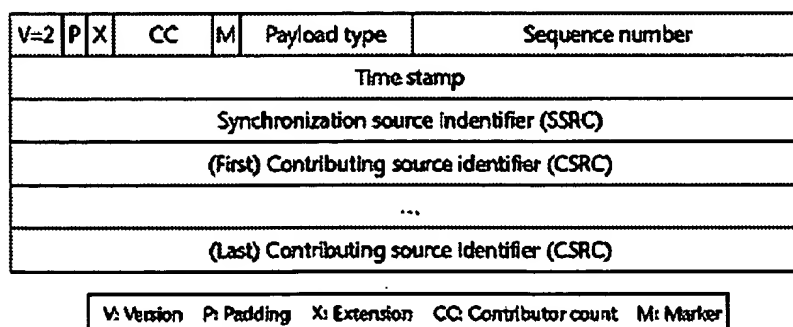 V=2 P X CC M Payload type Sequence number
Time stamp
Synchronization source indentifier (SSRC)
(First) Contributing source identifier (CSRC)
...
(Last) Contributing source identifier (CSRC)
V: Version P: Padding X: Extension CC: Contributor count M: Marker